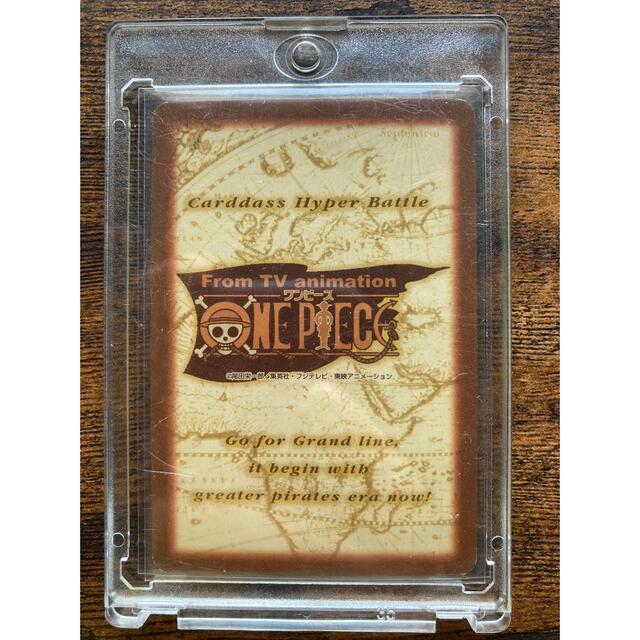 Septentrio
Carddass Hyper Battle
From TV animation
ワンピース
ONE PIECE
©尾田栄一郎/集英社・フジテレビ・東映アニメーション
Go for Grand line,
it begin with
greater pirates era now!